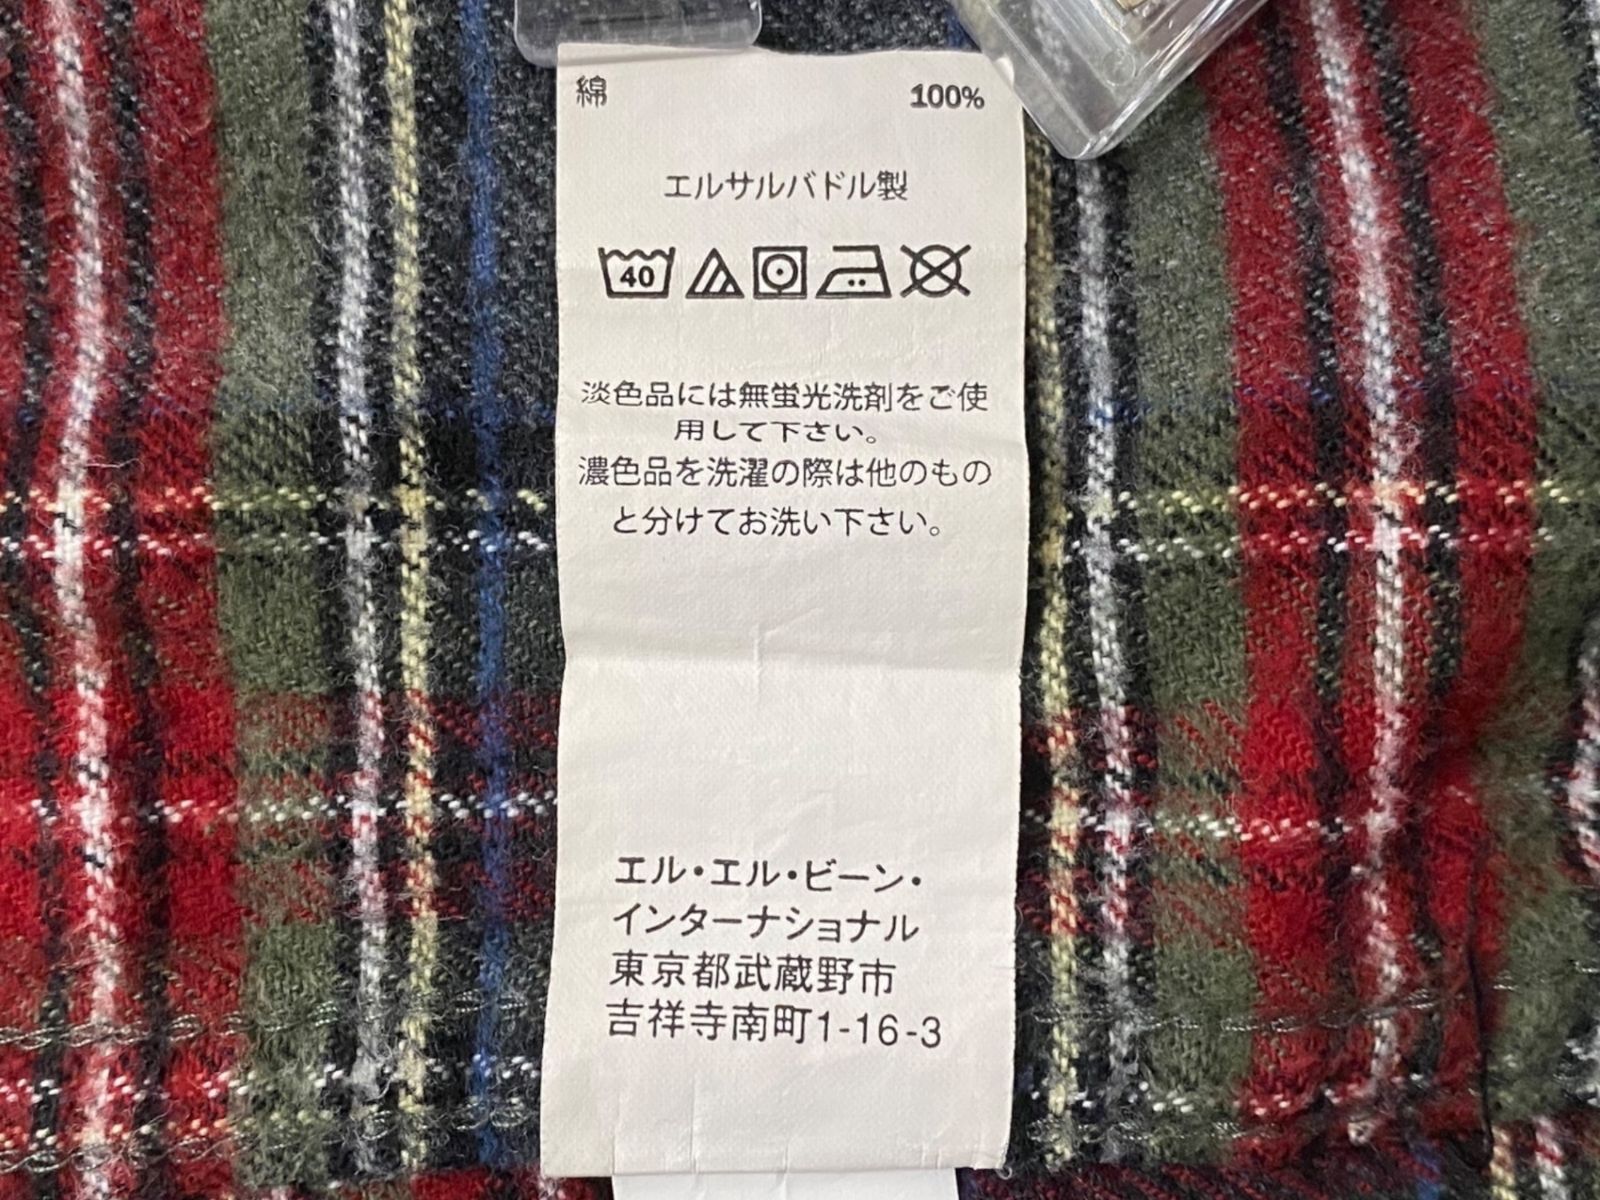 綿 100%
エルサルバドル製
40
淡色品には無蛍光洗剤をご使
用して下さい。
濃色品を洗濯の際は他のもの
と分けてお洗い下さい。
エル・エル・ビーン・
インターナショナル
東京都武蔵野市
吉祥寺南町1-16-3